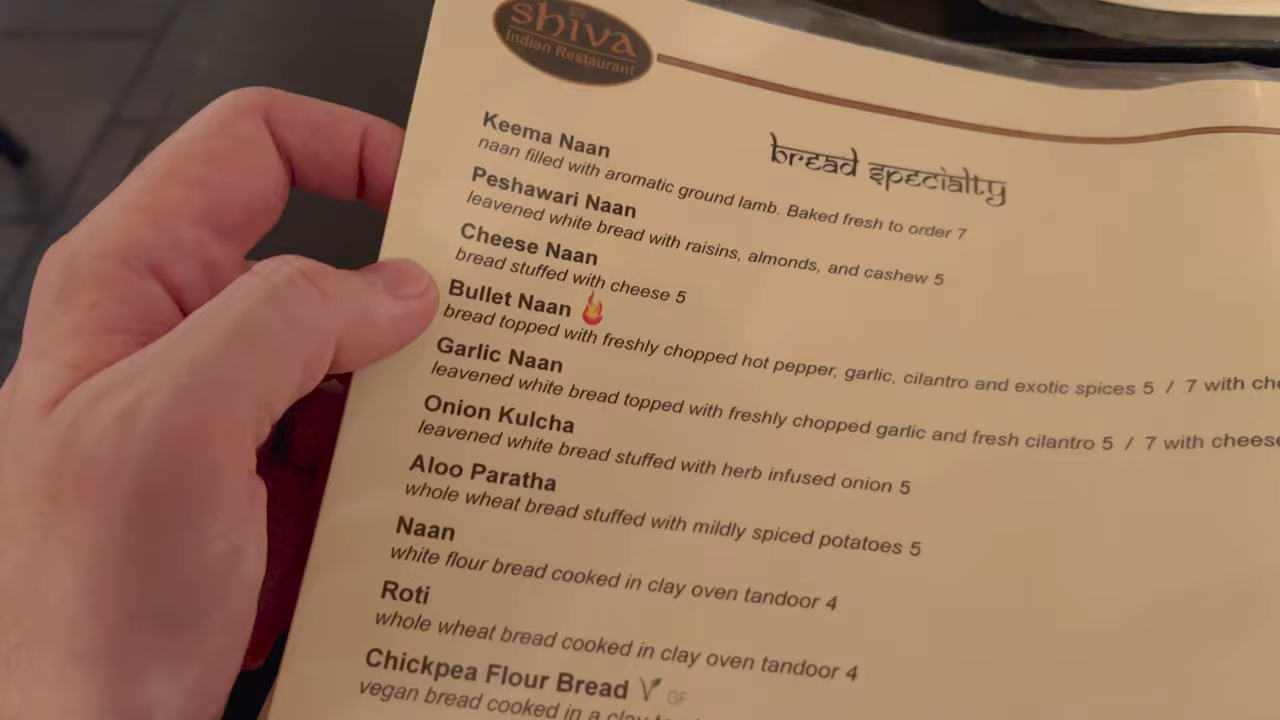 shiva
Indian Restaurant
bread specialty
Keema Naan
naan filled with aromatic ground lamb. Baked fresh to order 7
Peshawari Naan
leavened white bread with raisins, almonds, and cashew 5
Cheese Naan
bread stuffed with cheese 5
Bullet Naan
bread topped with freshly chopped hot pepper, garlic, cilantro and exotic spices 5 / 7 with
Garlic Naan
leavened white bread topped with freshly chopped garlic and fresh cilantro 5 / 7 with cheese
Onion Kulcha
leavened white bread stuffed with herb infused onion 5
Aloo Paratha
whole wheat bread stuffed with mildly spiced potatoes 5
Naan
white flour bread cooked in clay oven tandoor 4
Roti
whole wheat bread cooked in clay oven tandoor 4
Chickpea Flour Bread GF
vegan bread cooked in a clay